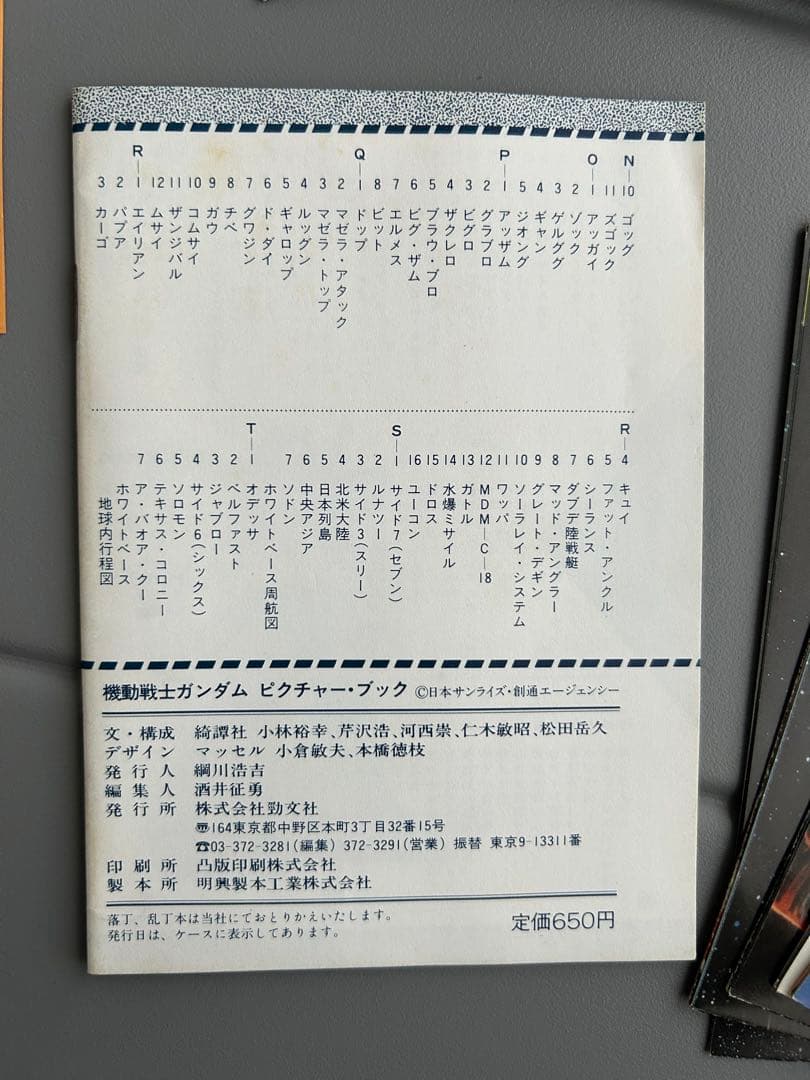 N—10 ゴッグ
11 ズゴック
O—1 アッガイ
2 ゾック
3 ゲルググ
4 ギャン
5 ジオング
P—1 アッザム
2 グラブロ
3 ビグロ
4 ザクレロ
5 ブラウ・ブロ
6 ビグ・ザム
7 エルメス
8 ビット
Q—1 ドップ
2 マゼラ・アタック
3 マゼラ・トップ
4 ルッグン
5 ギャロップ
6 ド・ダイ
7 グワジン
8 チベ
9 ガウ
10 コムサイ
11 ザンジバル
12 ムサイ
R—1 エイリアン
2 パプア
3 カーゴ
R—4 キュイ
5 ファット・アンクル
6 シーランス
7 ダブデ陸戦艇
8 マッド・アングラー
9 グレート・デギン
10 ソーラレイ・システム
11 ワッパ
12 MDM—C—18
13 ガトル
14 水爆ミサイル
15 ドロス
16 ユーコン
S—1 サイド7(セブン)
2 ルナツー
3 サイド3(スリー)
4 北米大陸
5 日本列島
6 中央アジア
7 ソドン
ホワイトベース周航図
T—1 オデッサ
2 ベルファスト
3 ジャブロー
4 サイド6(シックス)
5 ソロモン
6 テキサス・コロニー
7 ア・バオア・クー
ホワイトベース
地球内行程図
機動戦士ガンダム ピクチャー・ブック ©日本サンライズ・創通エージェンシー
文・構成 綺譚社 小林裕幸、芹沢浩、河西崇、仁木敏昭、松田岳久
デザイン マッセル 小倉敏夫、本橋徳枝
発行人 綱川浩吉
編集人 酒井征勇
発行所 株式会社勁文社
〠164東京都中野区本町3丁目32番15号
☎03-372-3281(編集) 372-3291(営業) 振替 東京9-13311番
印刷所 凸版印刷株式会社
製本所 明興製本工業株式会社
落丁、乱丁本は当社にておとりかえいたします。
発行日は、ケースに表示してあります。
定価650円